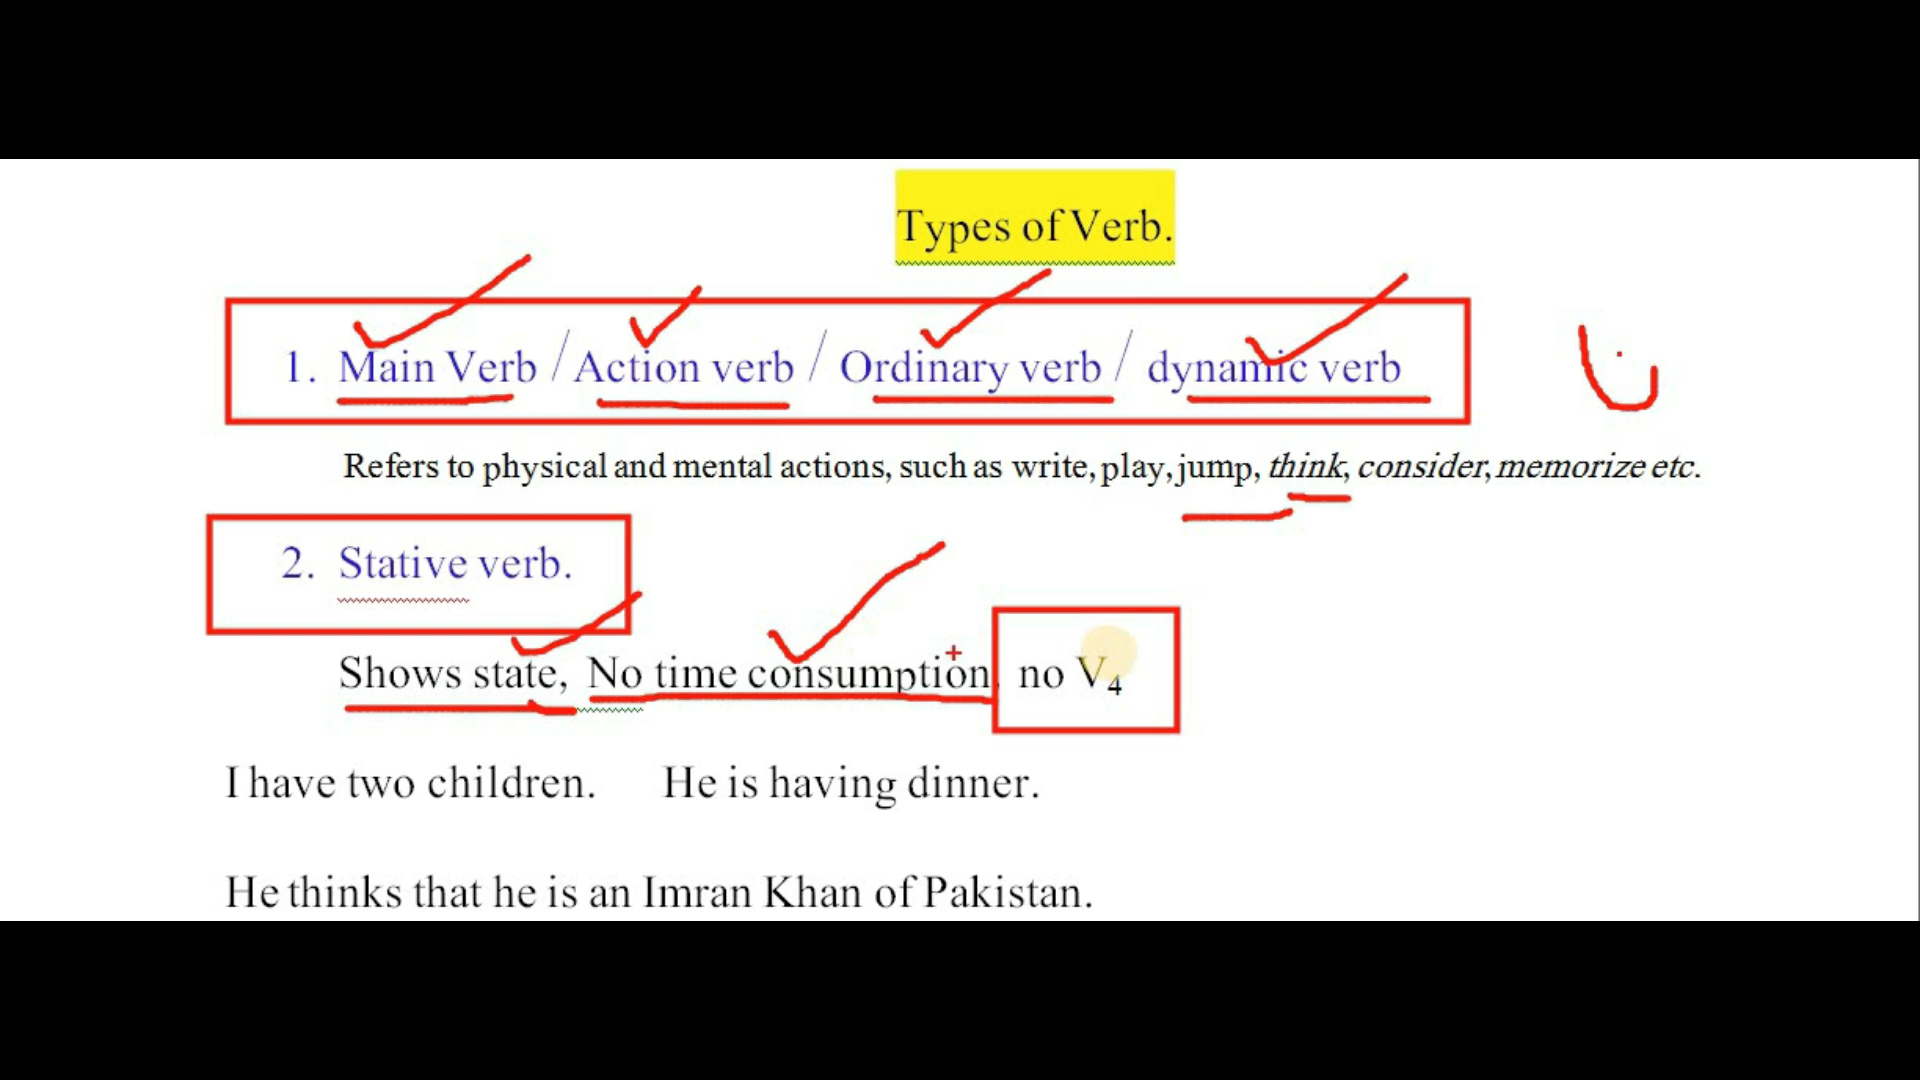 Types of Verb.
1. Main Verb / Action verb / Ordinary verb / dynamic verb
Refers to physical and mental actions, such as write, play, jump, think, consider, memorize etc.
2. Stative verb.
Shows state, No time consumption, no V₄
I have two children. He is having dinner.
He thinks that he is an Imran Khan of Pakistan.